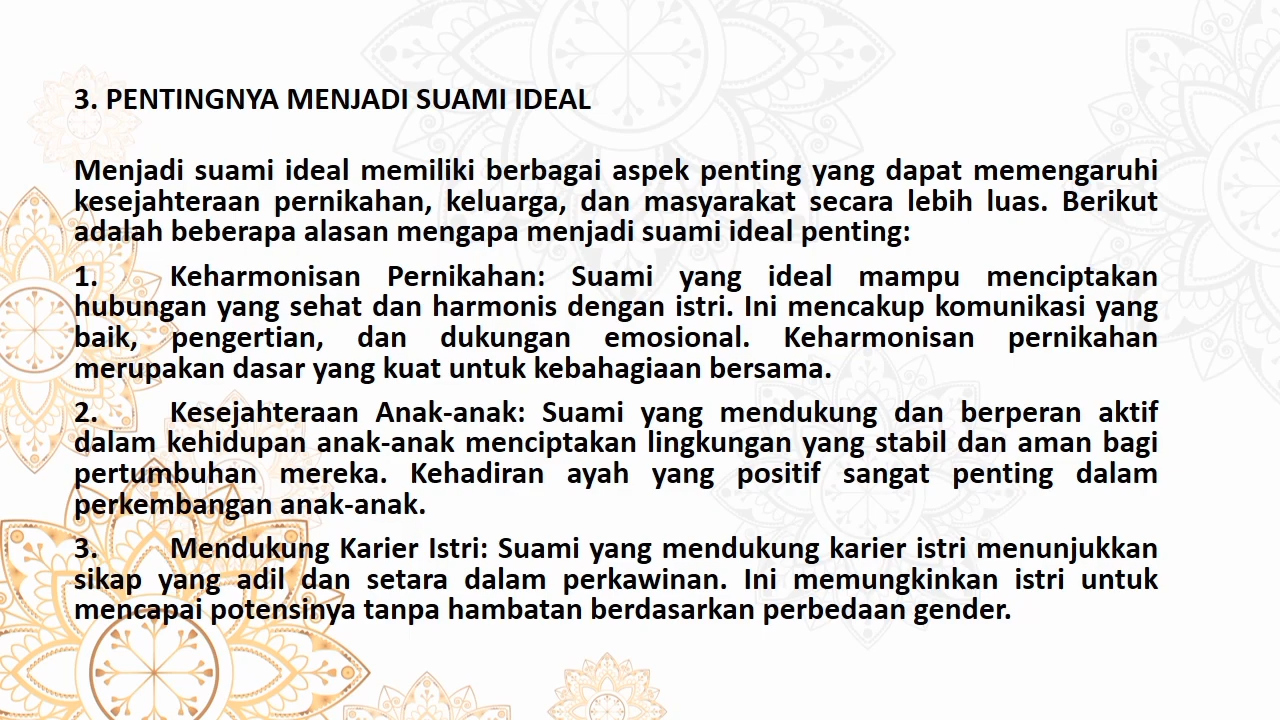 3. PENTINGNYA MENJADI SUAMI IDEAL
Menjadi suami ideal memiliki berbagai aspek penting yang dapat memengaruhi
kesejahteraan pernikahan, keluarga, dan masyarakat secara lebih luas. Berikut
adalah beberapa alasan mengapa menjadi suami ideal penting:
1. Keharmonisan Pernikahan: Suami yang ideal mampu menciptakan
hubungan yang sehat dan harmonis dengan istri. Ini mencakup komunikasi yang
baik, pengertian, dan dukungan emosional. Keharmonisan pernikahan
merupakan dasar yang kuat untuk kebahagiaan bersama.
2. Kesejahteraan Anak-anak: Suami yang mendukung dan berperan aktif
dalam kehidupan anak-anak menciptakan lingkungan yang stabil dan aman bagi
pertumbuhan mereka. Kehadiran ayah yang positif sangat penting dalam
perkembangan anak-anak.
3. Mendukung Karier Istri: Suami yang mendukung karier istri menunjukkan
sikap yang adil dan setara dalam perkawinan. Ini memungkinkan istri untuk
mencapai potensinya tanpa hambatan berdasarkan perbedaan gender.